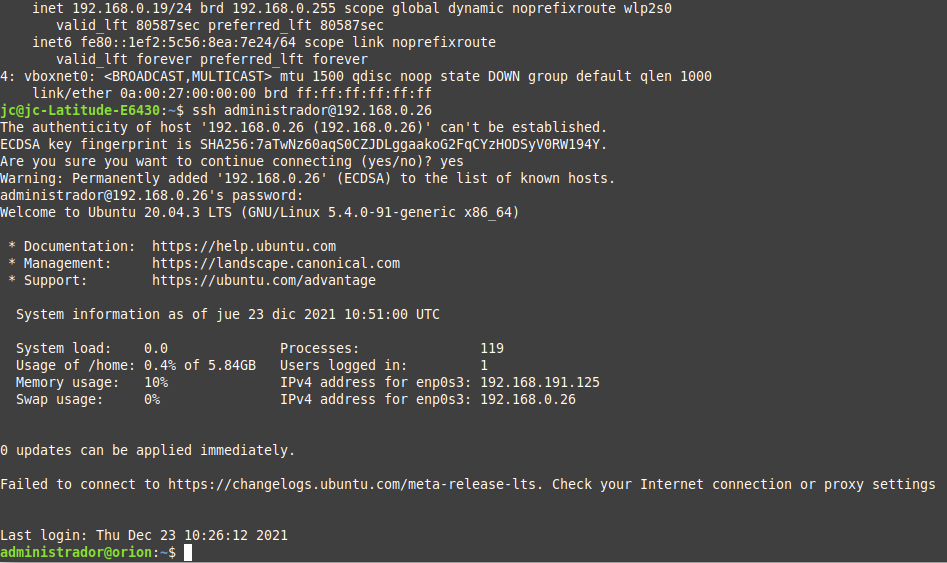 inet 192.168.0.19/24 brd 192.168.0.255 scope global dynamic noprefixroute wlp2s0
valid_lft 80587sec preferred_lft 80587sec
inet6 fe80::1ef2:5c56:8ea:7e24/64 scope link noprefixroute
valid_lft forever preferred_lft forever
4: vboxnet0: <BROADCAST,MULTICAST> mtu 1500 qdisc noop state DOWN group default qlen 1000
link/ether 0a:00:27:00:00:00 brd ff:ff:ff:ff:ff:ff
jc@jc-Latitude-E6430:~$ ssh administrador@192.168.0.26
The authenticity of host '192.168.0.26 (192.168.0.26)' can't be established.
ECDSA key fingerprint is SHA256:7aTwNz60aqS0CZJDLggaakoG2FqCYzHODSyV0RW194Y.
Are you sure you want to continue connecting (yes/no)? yes
Warning: Permanently added '192.168.0.26' (ECDSA) to the list of known hosts.
administrador@192.168.0.26's password:
Welcome to Ubuntu 20.04.3 LTS (GNU/Linux 5.4.0-91-generic x86_64)
* Documentation:  https://help.ubuntu.com
* Management:     https://landscape.canonical.com
* Support:        https://ubuntu.com/advantage
System information as of jue 23 dic 2021 10:51:00 UTC
System load:   0.0              Processes:               119
Usage of /home: 0.4% of 5.84GB   Users logged in:         1
Memory usage:   10%              IPv4 address for enp0s3: 192.168.191.125
Swap usage:     0%               IPv4 address for enp0s3: 192.168.0.26
0 updates can be applied immediately.
Failed to connect to https://changelogs.ubuntu.com/meta-release-lts. Check your Internet connection or proxy settings
Last login: Thu Dec 23 10:26:12 2021
administrador@orion:~$